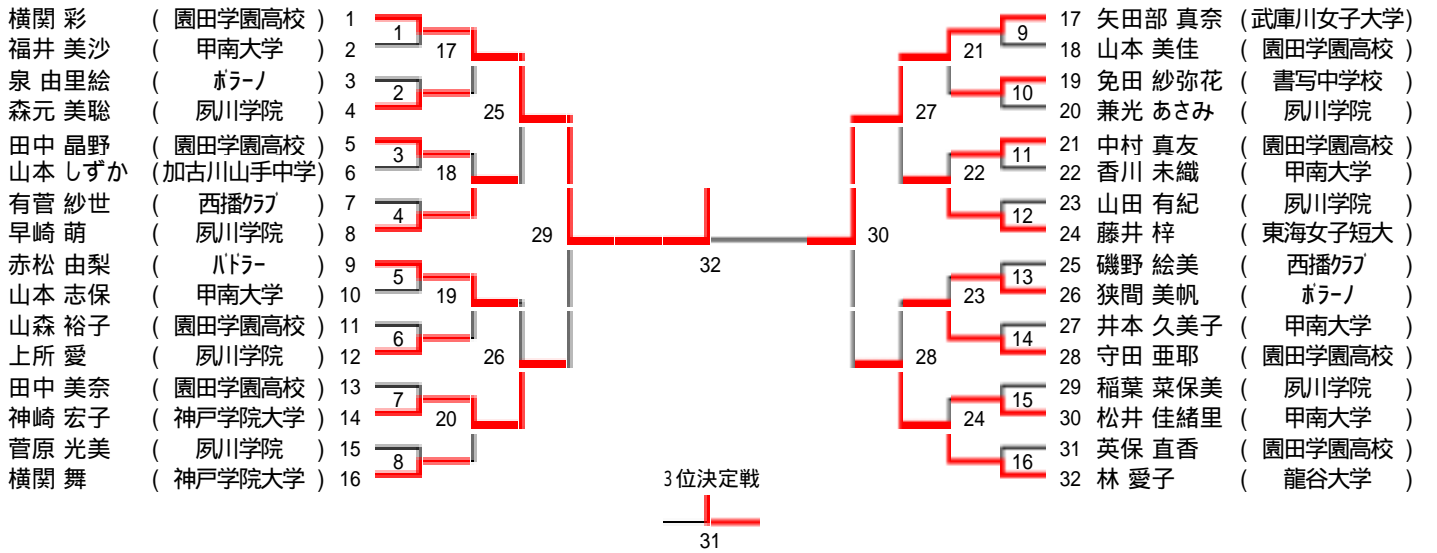 横関 彩 ( 園田学園高校 ) 1
福井 美沙 ( 甲南大学 ) 2
泉 由里絵 ( ポラーノ ) 3
森元 美聡 ( 夙川学院 ) 4
田中 晶野 ( 園田学園高校 ) 5
山本 しずか (加古川山手中学) 6
有菅 紗世 ( 西播クラブ ) 7
早崎 萌 ( 夙川学院 ) 8
赤松 由梨 ( バドラー ) 9
山本 志保 ( 甲南大学 ) 10
山森 裕子 ( 園田学園高校 ) 11
上所 愛 ( 夙川学院 ) 12
田中 美奈 ( 園田学園高校 ) 13
神崎 宏子 ( 神戸学院大学 ) 14
菅原 光美 ( 夙川学院 ) 15
横関 舞 ( 神戸学院大学 ) 16
1
2
3
4
5
6
7
8
17
18
19
20
25
26
29
32
30
27
28
21
22
23
24
9
10
11
12
13
14
15
16
17 矢田部 真奈 (武庫川女子大学)
18 山本 美佳 ( 園田学園高校 )
19 免田 紗弥花 ( 書写中学校 )
20 兼光 あさみ ( 夙川学院 )
21 中村 真友 ( 園田学園高校 )
22 香川 未織 ( 甲南大学 )
23 山田 有紀 ( 夙川学院 )
24 藤井 梓 ( 東海女子短大 )
25 磯野 絵美 ( 西播クラブ )
26 狭間 美帆 ( ポラーノ )
27 井本 久美子 ( 甲南大学 )
28 守田 亜耶 ( 園田学園高校 )
29 稲葉 菜保美 ( 夙川学院 )
30 松井 佳緒里 ( 甲南大学 )
31 英保 直香 ( 園田学園高校 )
32 林 愛子 ( 龍谷大学 )
3位決定戦
31